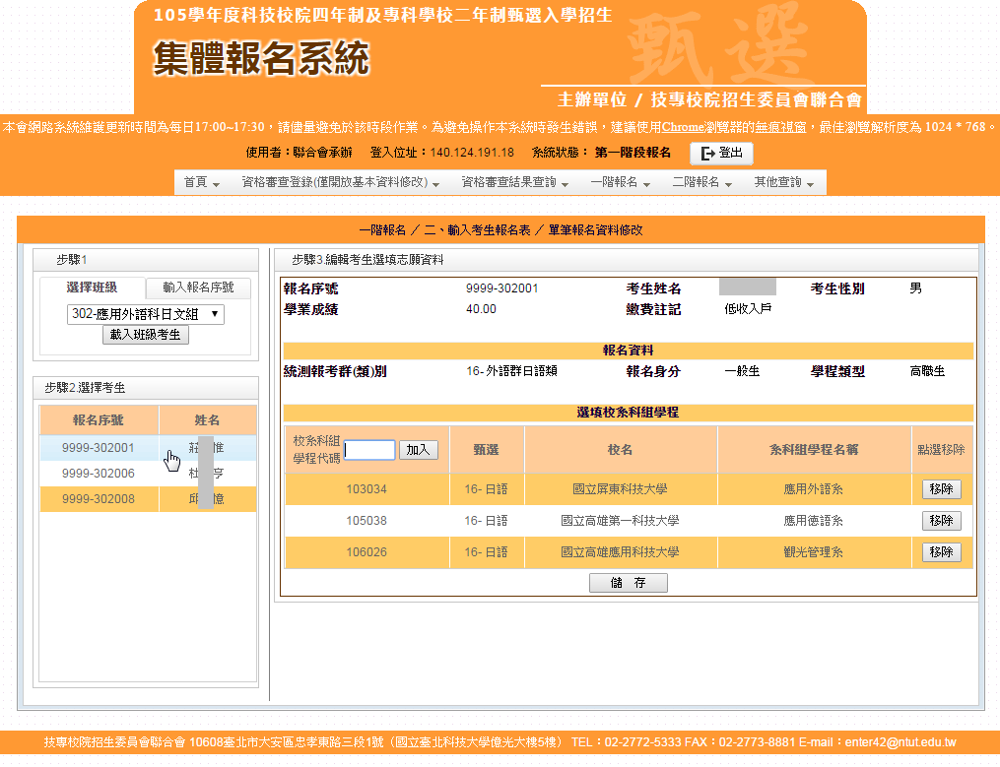 105學年度科技校院四年制及專科學校二年制甄選入學招生
甄選
集體報名系統
主辦單位 / 技專校院招生委員會聯合會
本會網路系統維護更新時間為每日17:00~17:30，請儘量避免於該時段作業。為避免操作本系統時發生錯誤，建議使用Chrome瀏覽器的無痕視窗，最佳瀏覽解析度為 1024 * 768。
使用者：聯合會承辦 登入位址：140.124.191.18 系統狀態： 第一階段報名 登出
首頁 資格審查登錄(僅開放基本資料修改) 資格審查結果查詢 一階報名 二階報名 其他查詢
一階報名 ／ 二、輸入考生報名表 ／ 單筆報名資料修改
步驟1
選擇班級 輸入報名序號
302-應用外語科日文組
載入班級考生
步驟2.選擇考生
報名序號 姓名
9999-302001 莊 惟
9999-302006 杜 亨
9999-302008 邱 億
步驟3.編輯考生選填志願資料
報名序號 9999-302001 考生姓名 考生性別 男
學業成績 40.00 繳費註記 低收入戶
報名資料
統測報考群(類)別 16- 外語群日語類 報名身分 一般生 學程類型 高職生
選填校系科組學程
校系科組學程代碼 加入 甄選 校名 系科組學程名稱 點選移除
103034 16- 日語 國立屏東科技大學 應用外語系 移除
105038 16- 日語 國立高雄第一科技大學 應用德語系 移除
106026 16- 日語 國立高雄應用科技大學 觀光管理系 移除
儲 存
技專校院招生委員會聯合會 10608臺北市大安區忠孝東路三段1號（國立臺北科技大學億光大樓5樓） TEL：02-2772-5333 FAX：02-2773-8881 E-mail：enter42@ntut.edu.tw